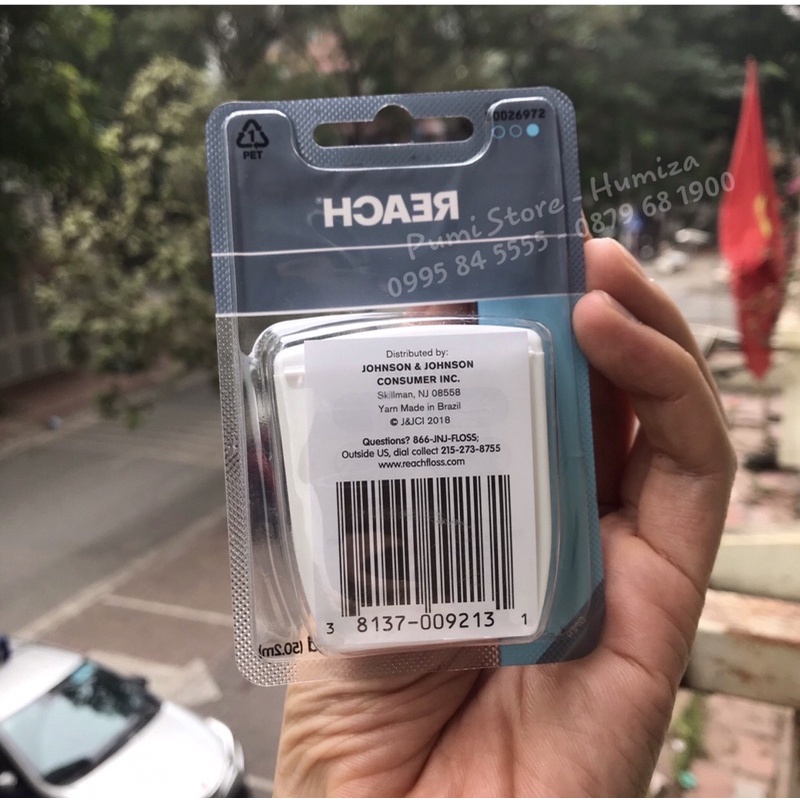 0026972
1
PET
REACH
Pumi Store - Humiza
0995 84 5555 - 0879 68 1900
Distributed by:
JOHNSON & JOHNSON
CONSUMER INC.
Skillman, NJ 08558
Yarn Made in Brazil
© J&JCI 2018
Questions? 866-JNJ-FLOSS;
Outside US, dial collect 215-273-8755
www.reachfloss.com
3 8137-009213 1
(50.2m)